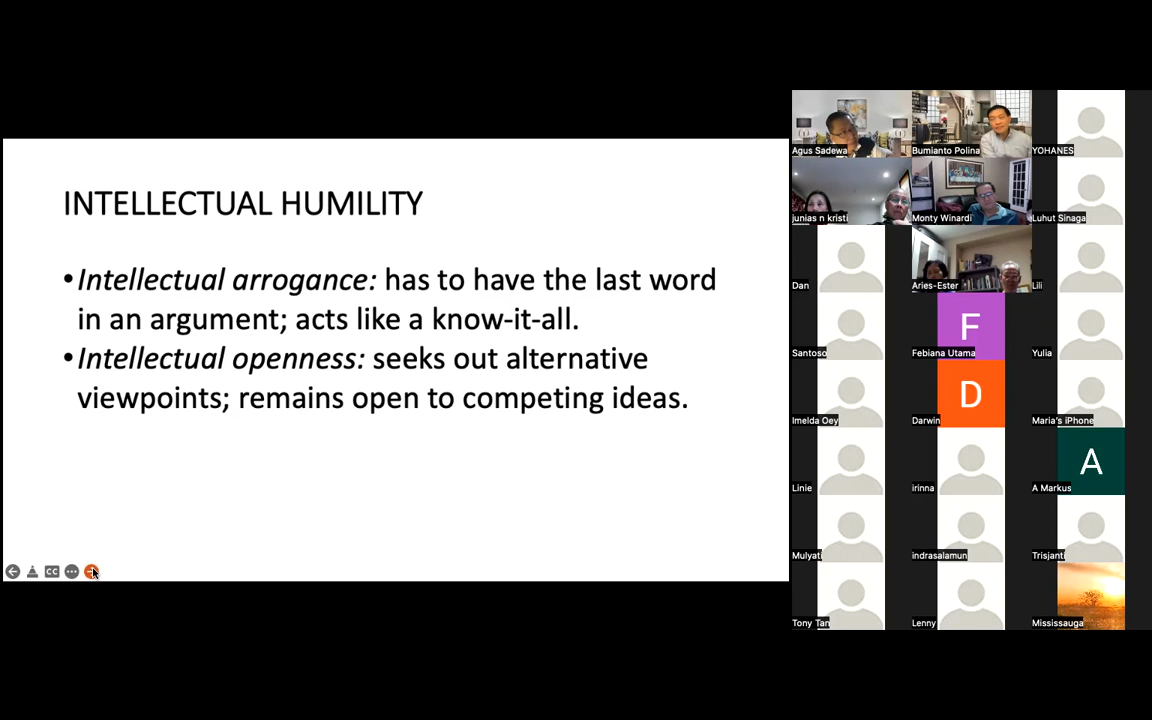 INTELLECTUAL HUMILITY
•Intellectual arrogance: has to have the last word
in an argument; acts like a know-it-all.
•Intellectual openness: seeks out alternative
viewpoints; remains open to competing ideas.
CC
Agus Sadewa
Bumianto Polina
YOHANES
junias n kristi
Monty Winardi
Luhut Sinaga
Dan
Aries-Ester
Lili
Santoso
F
Febiana Utama
Yulia
Imelda Oey
D
Darwin
Maria's iPhone
Linie
irinna
A
A Markus
Mulyati
indrasalamun
Trisjanti
Tony Tan
Lenny
Mississauga